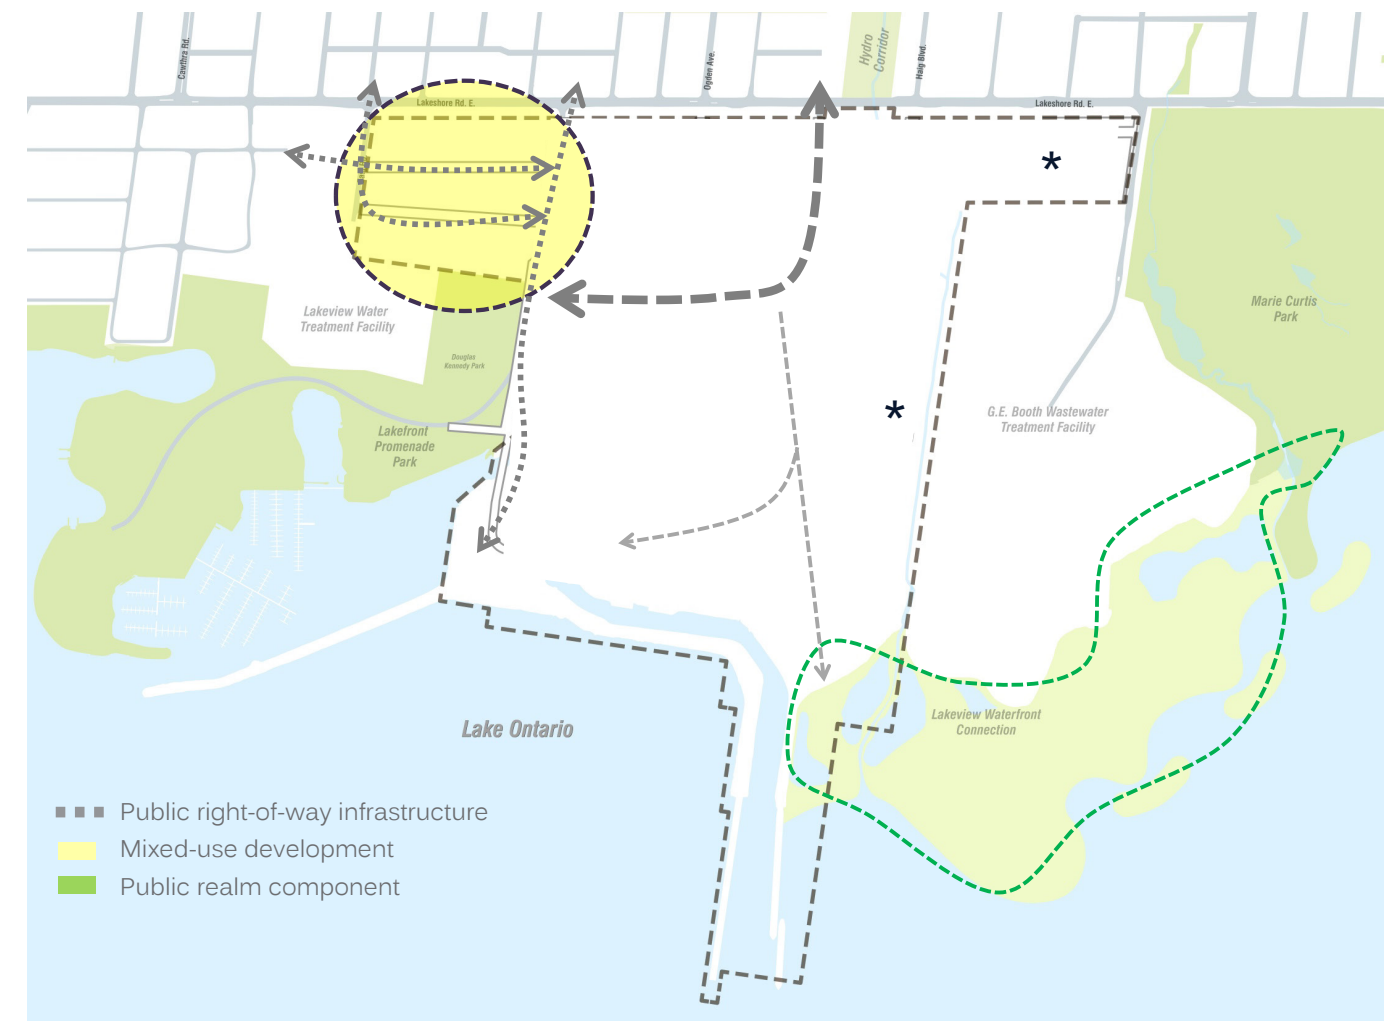 Cawthra Rd.
Ogden Ave.
Hydro
Corridor
Haig Blvd.
Lakeshore Rd. E.
Lakeshore Rd. E.
*
Lakeview Water
Treatment Facility
Marie Curtis
Park
Douglas
Kennedy Park
*
G.E. Booth Wastewater
Treatment Facility
Lakefront
Promenade
Park
Lakeview Waterfront
Connection
Lake Ontario
Public right-of-way infrastructure
Mixed-use development
Public realm component